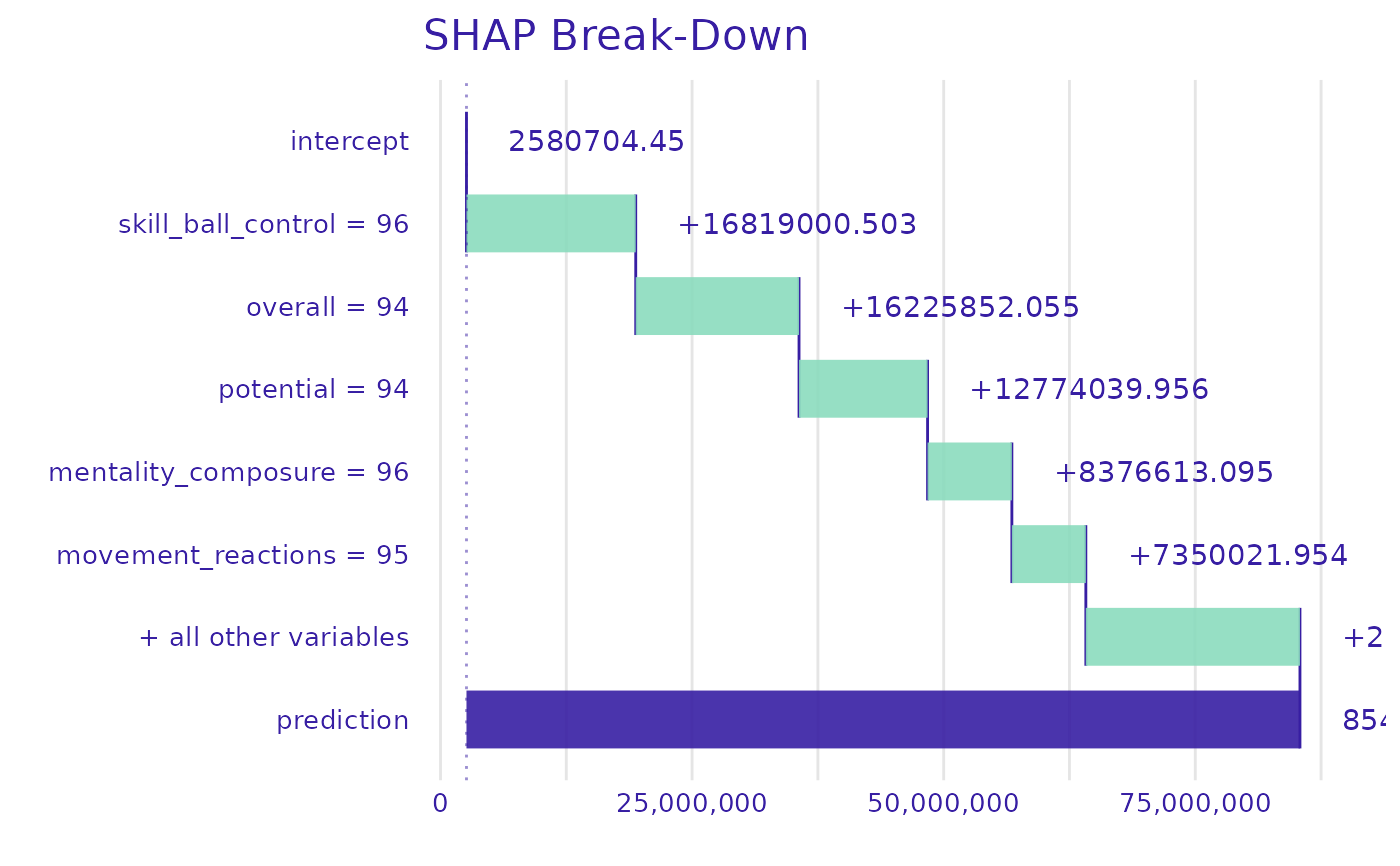 SHAP Break-Down
intercept 2580704.45
skill_ball_control = 96 +16819000.503
overall = 94 +16225852.055
potential = 94 +12774039.956
mentality_composure = 96 +8376613.095
movement_reactions = 95 +7350021.954
+ all other variables +2
prediction 854
0 25,000,000 50,000,000 75,000,000